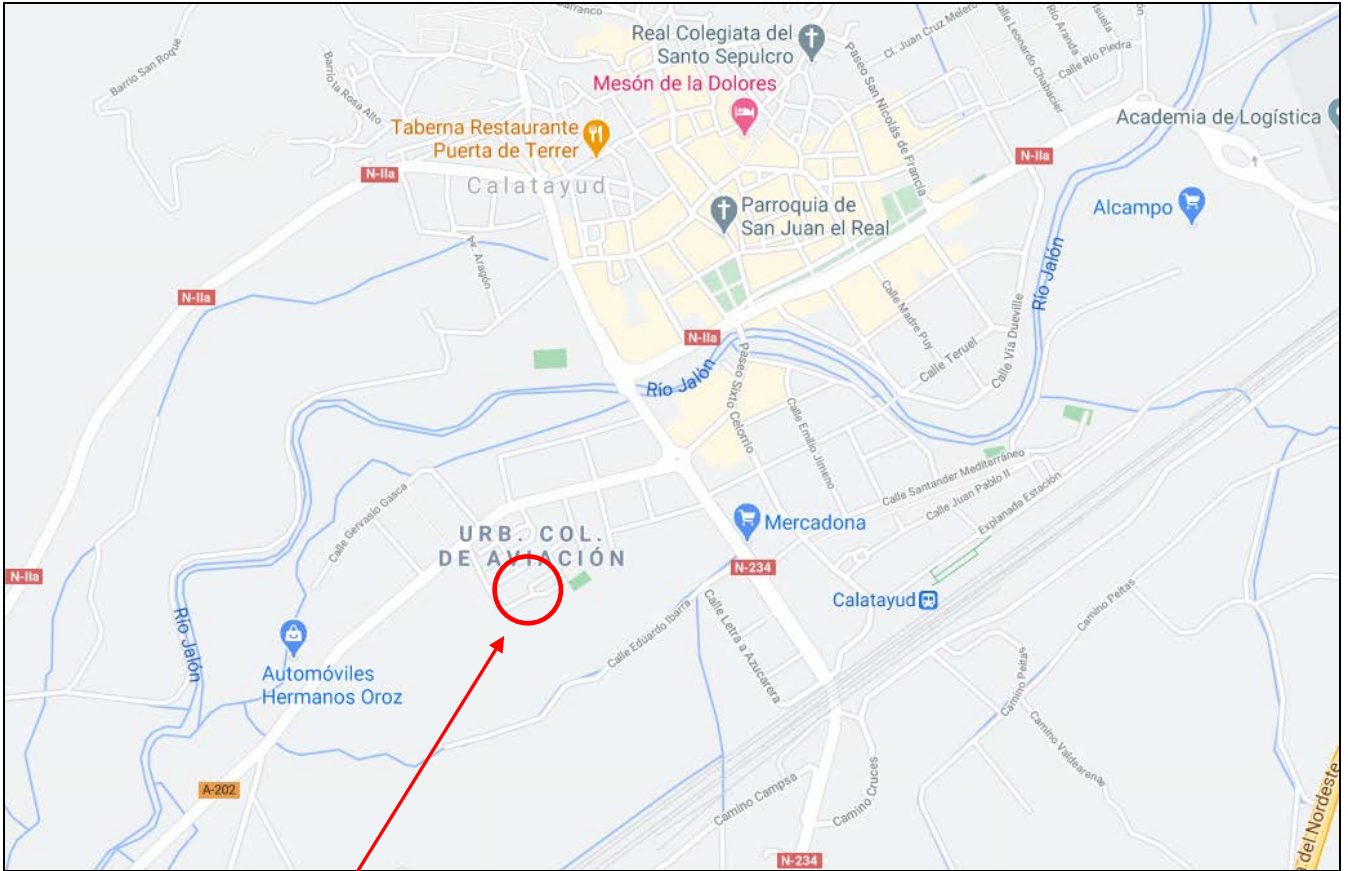 Barranco
Real Colegiata del
Santo Sepulcro
Cl. Juan Cruz Melero
Calle Leonardo Chabacier
Río Aranda
Isuela
Calle Río Piedra
Barrio San Roque
Barrio la Rosa Alto
Mesón de la Dolores
Paseo San Nicolás de Francia
Academia de Logística
Taberna Restaurante
Puerta de Terrer
N-IIa
N-IIa
Calatayud
Parroquia de
San Juan el Real
Alcampo
Av. Aragón
Río Jalón
N-IIa
Calle Madre Puy
Calle Vía Dueville
N-IIa
Calle Teruel
Paseo Sixto Celorrio
Río Jalón
Calle Emilio Jimeno
Calle Santander Mediterráneo
Calle Juan Pablo II
Explanada Estación
Calle Gervasio Gasca
Mercadona
URB. COL.
DE AVIACIÓN
N-IIa
N-234
Calatayud
Río Jalón
Calle Eduardo Ibarra
Calle Letra a Azucarera
Camino Peitas
Automóviles
Hermanos Oroz
Camino Peitas
Camino Valdearenas
A-202
Camino Campsa
Camino Cruces
del Nordeste
N-234